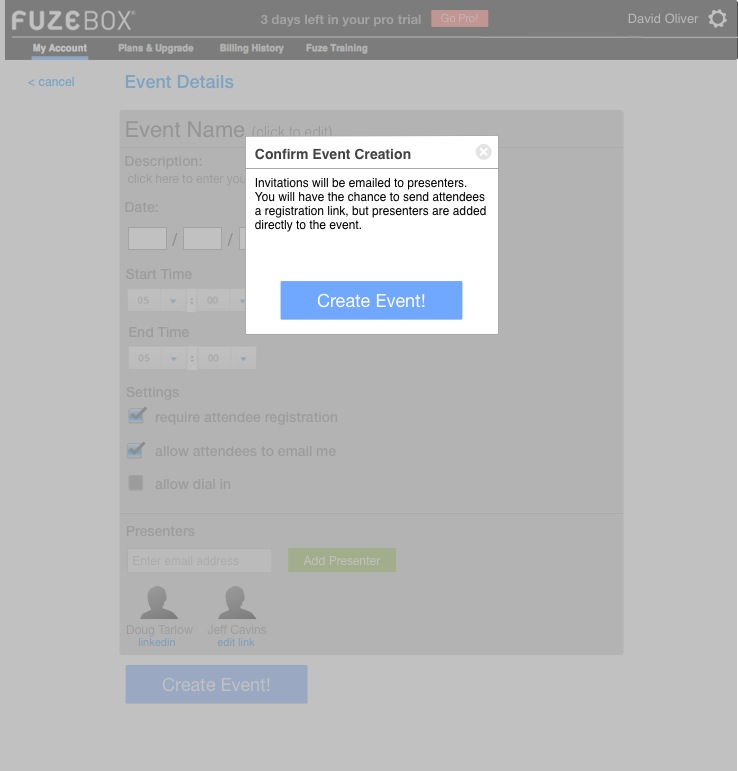 FUZEBOX
3 days left in your pro trial
Go Pro!
David Oliver
My Account
Plans & Upgrade
Billing History
Fuze Training
< cancel
Event Details
Event Name (click to edit)
Confirm Event Creation
Description:
click here to enter you
Invitations will be emailed to presenters.
You will have the chance to send attendees
a registration link, but presenters are added
directly to the event.
Date:
/ /
Start Time
05 : 00
Create Event!
End Time
05 : 00
Settings
require attendee registration
allow attendees to email me
allow dial in
Presenters
Enter email address
Add Presenter
Doug Tarlow
linkedin
Jeff Cavins
edit link
Create Event!